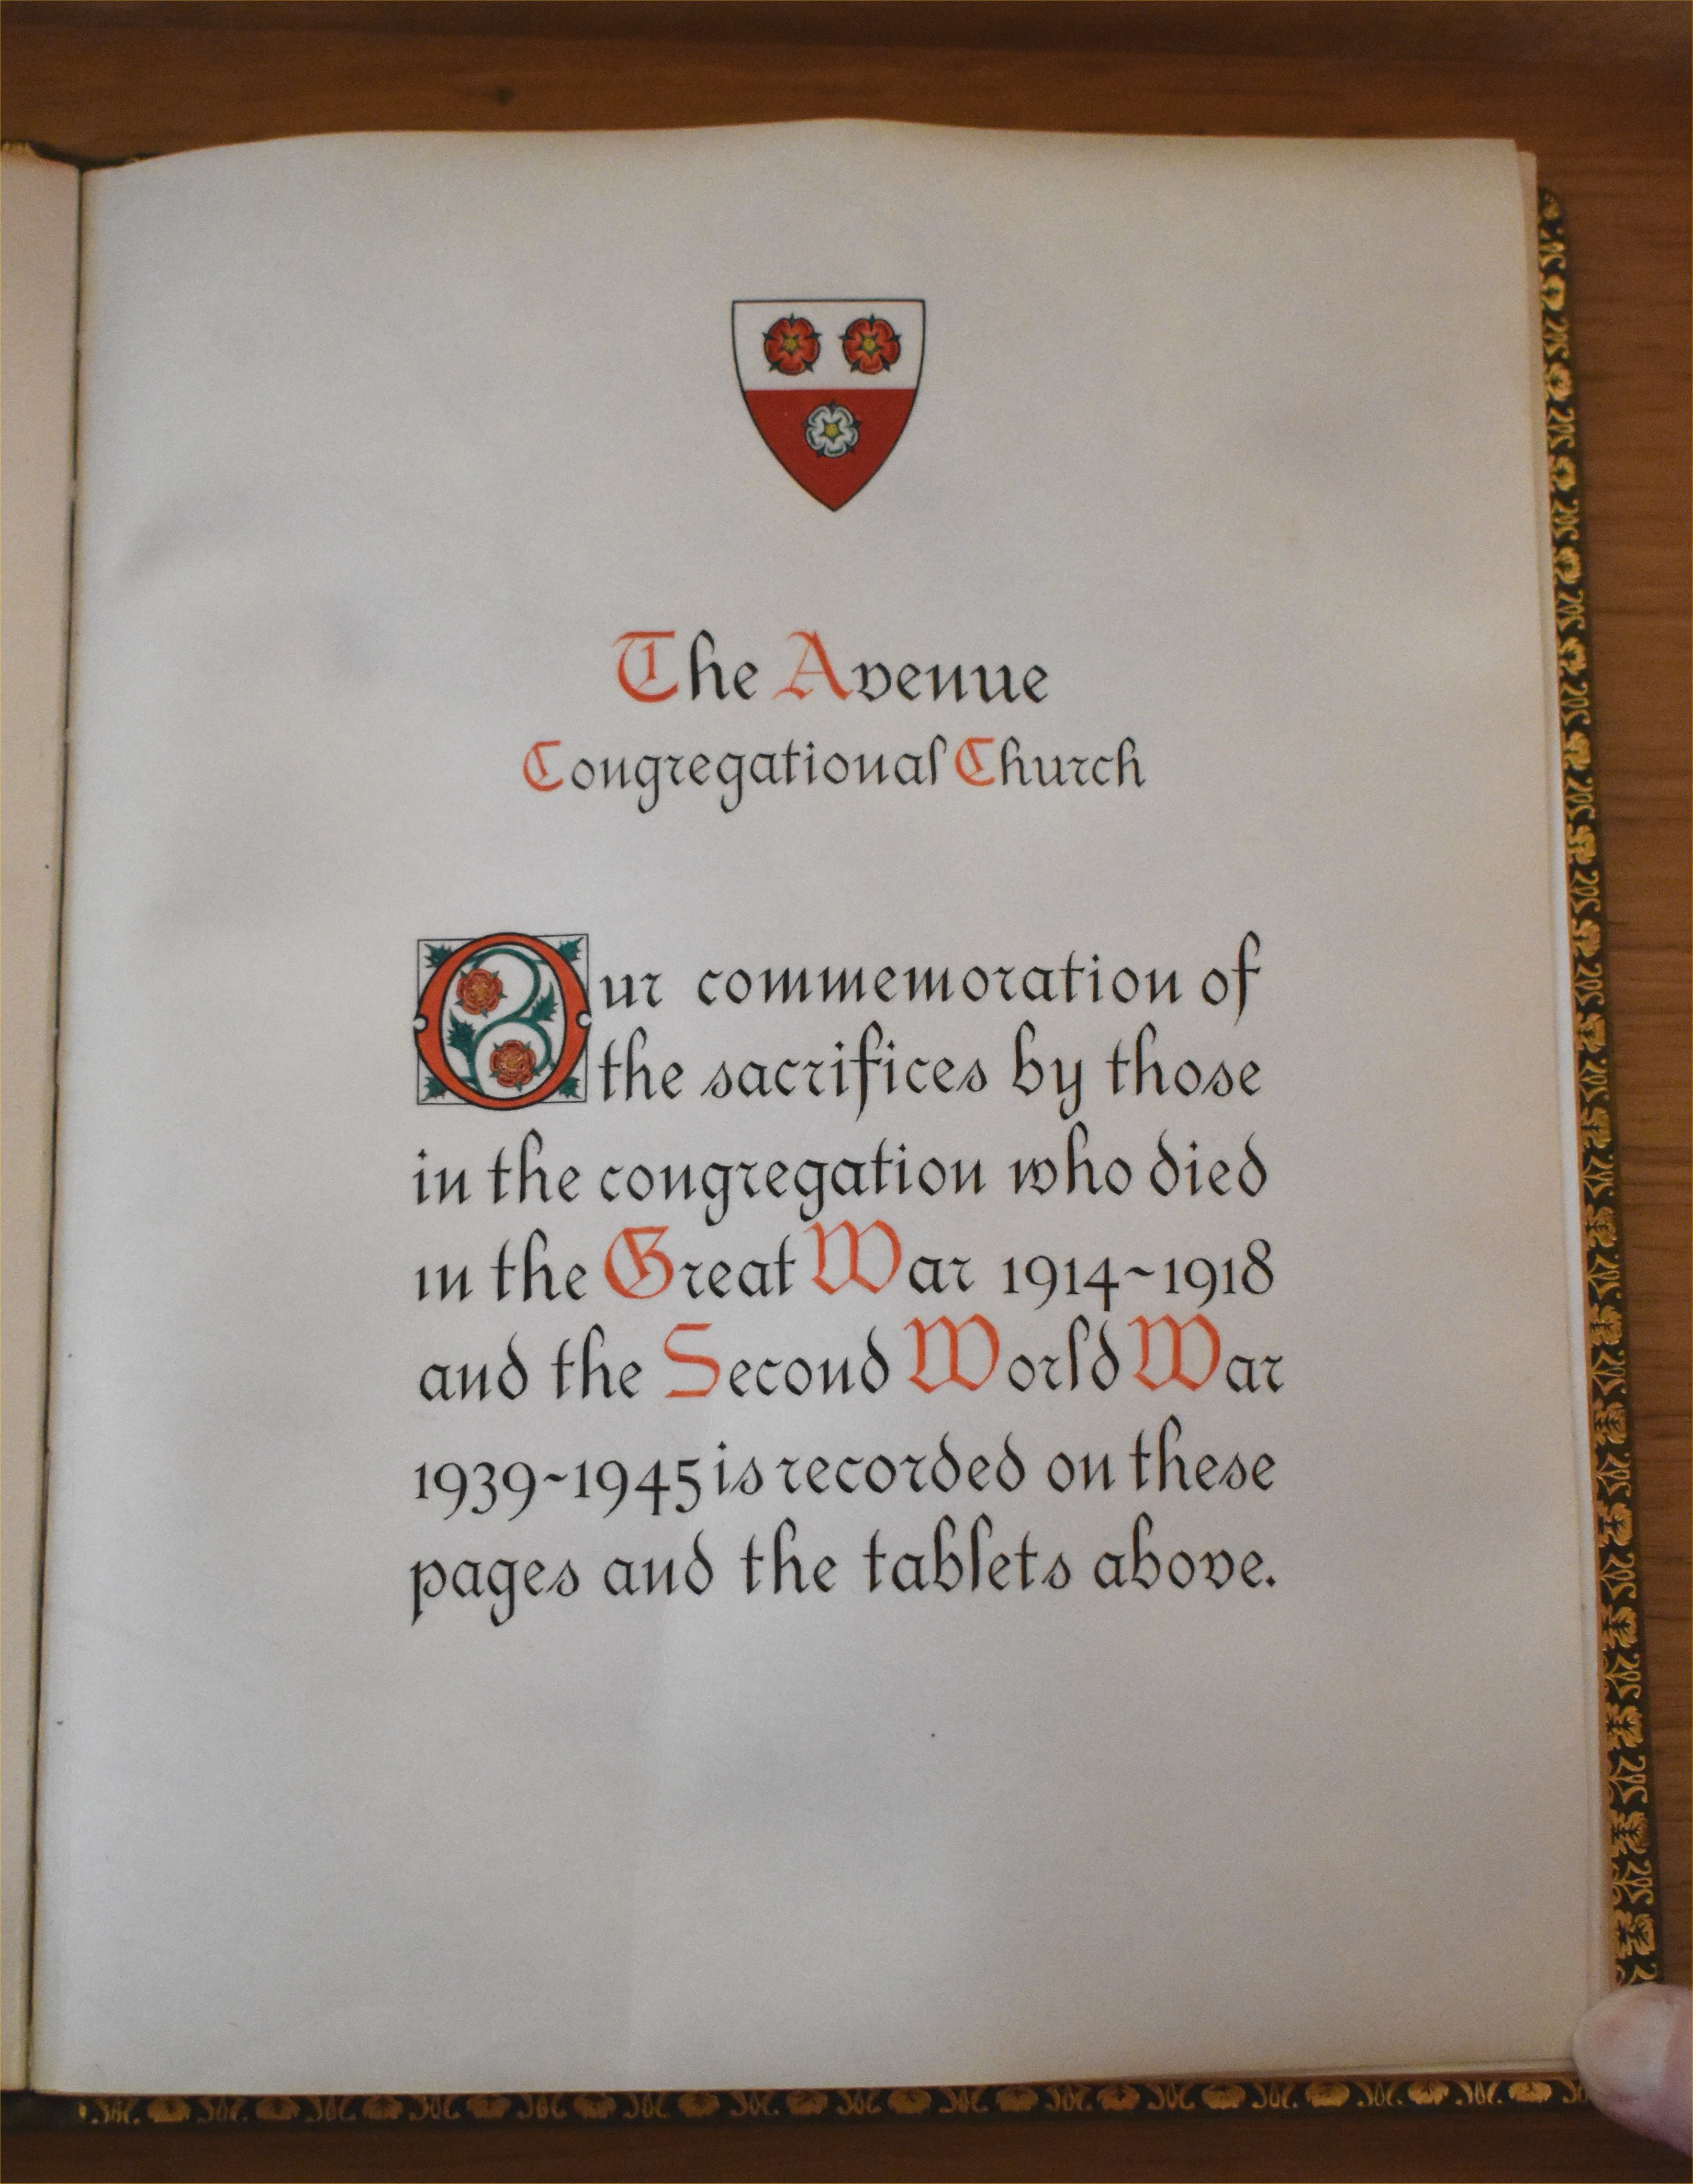 The Avenue
Congregational Church
Our commemoration of
the sacrifices by those
in the congregation who died
in the Great War 1914~1918
and the Second World War
1939~1945 is recorded on these
pages and the tablets above.